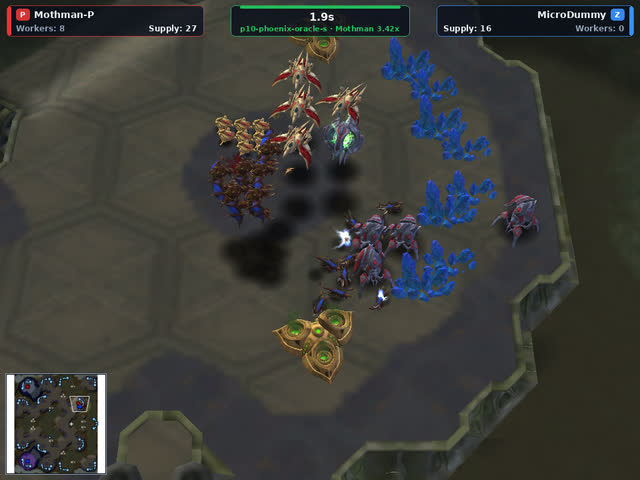 P Mothman-P
Workers: 8 Supply: 27
1.9s
p10-phoenix-oracle-s · Mothman 3.42x
MicroDummy Z
Supply: 16 Workers: 0